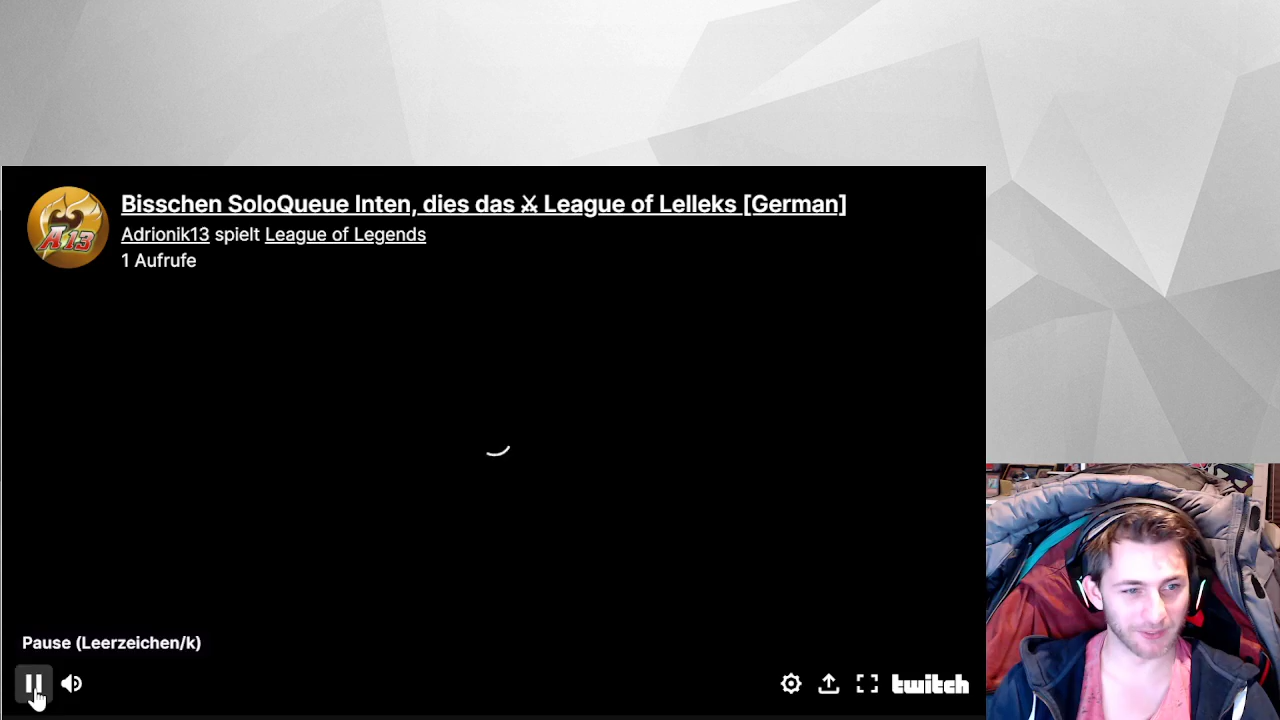 Bisschen SoloQueue Inten, dies das ⚔ League of Lelleks [German]
Adrionik13 spielt League of Legends
1 Aufrufe
A13
Pause (Leerzeichen/k)
twitch